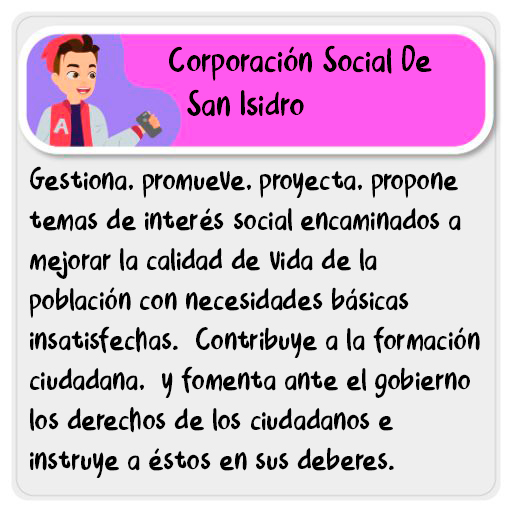 Corporación Social De
San Isidro
A
Gestiona, promueve, proyecta, propone
temas de interés social encaminados a
mejorar la calidad de vida de la
población con necesidades básicas
insatisfechas. Contribuye a la formación
ciudadana, y fomenta ante el gobierno
los derechos de los ciudadanos e
instruye a éstos en sus deberes.